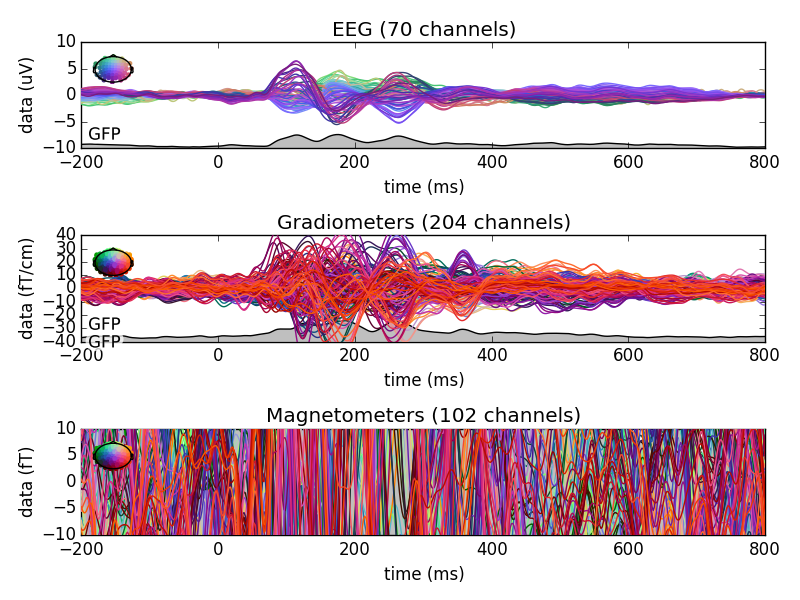 EEG (70 channels)
10
5
0
−5
−10
data (uV)
GFP
−200 0 200 400 600 800
time (ms)
Gradiometers (204 channels)
40
30
20
10
0
−10
−20
−30
−40
data (fT/cm)
GFP
GFP
−200 0 200 400 600 800
time (ms)
Magnetometers (102 channels)
10
5
0
−5
−10
data (fT)
−200 0 200 400 600 800
time (ms)